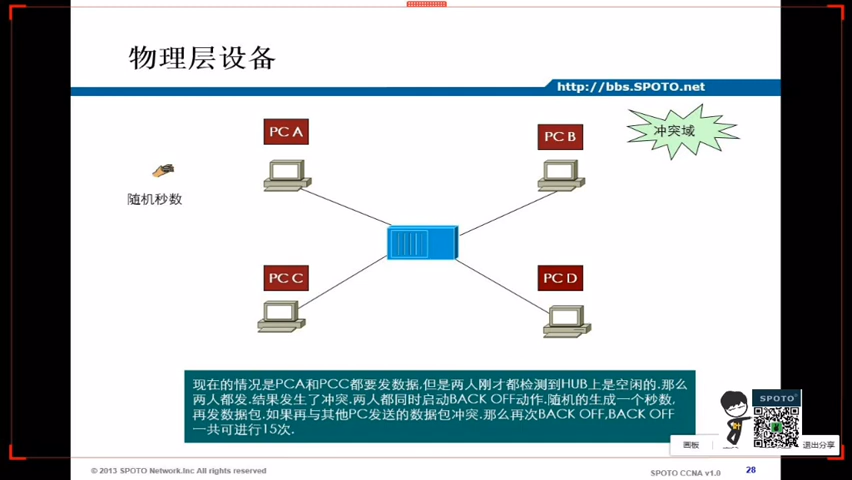 物理层设备
http://bbs.SPOTO.net
PC A
PC B
冲突域
随机秒数
PC C
PC D
现在的情况是PCA和PCC都要发数据,但是两人刚才都检测到HUB上是空闲的.那么
两人都发.结果发生了冲突.两人都同时启动BACK OFF动作.随机的生成一个秒数,
再发数据包.如果再与其他PC发送的数据包冲突.那么再次BACK OFF,BACK OFF
一共可进行15次.
SPOTO
画板
退出分享
© 2013 SPOTO Network.Inc All rights reserved
SPOTO CCNA v1.0
28